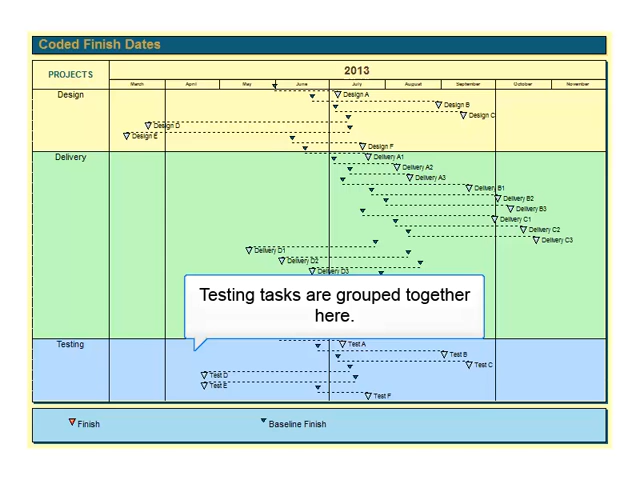 Coded Finish Dates
PROJECTS
2013
March April May June July August September October November
Design
Design A
Design B
Design C
Design D
Design E
Design F
Delivery
Delivery A1
Delivery A2
Delivery A3
Delivery B1
Delivery B2
Delivery B3
Delivery C1
Delivery C2
Delivery C3
Delivery D1
Delivery D2
Delivery D3
Testing tasks are grouped together
here.
Testing
Test A
Test B
Test C
Test D
Test E
Test F
Finish
Baseline Finish